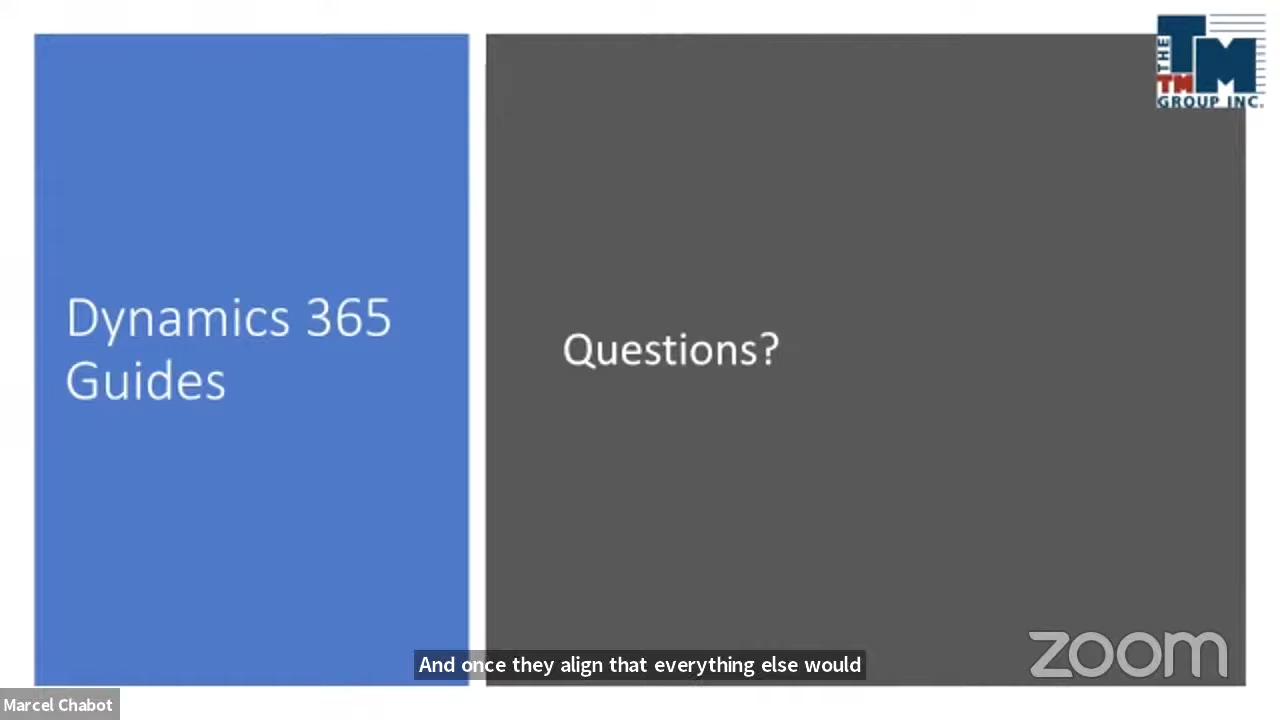 THE
TM
TM
GROUP INC.
Dynamics 365
Guides
Questions?
And once they align that everything else would
zoom
Marcel Chabot